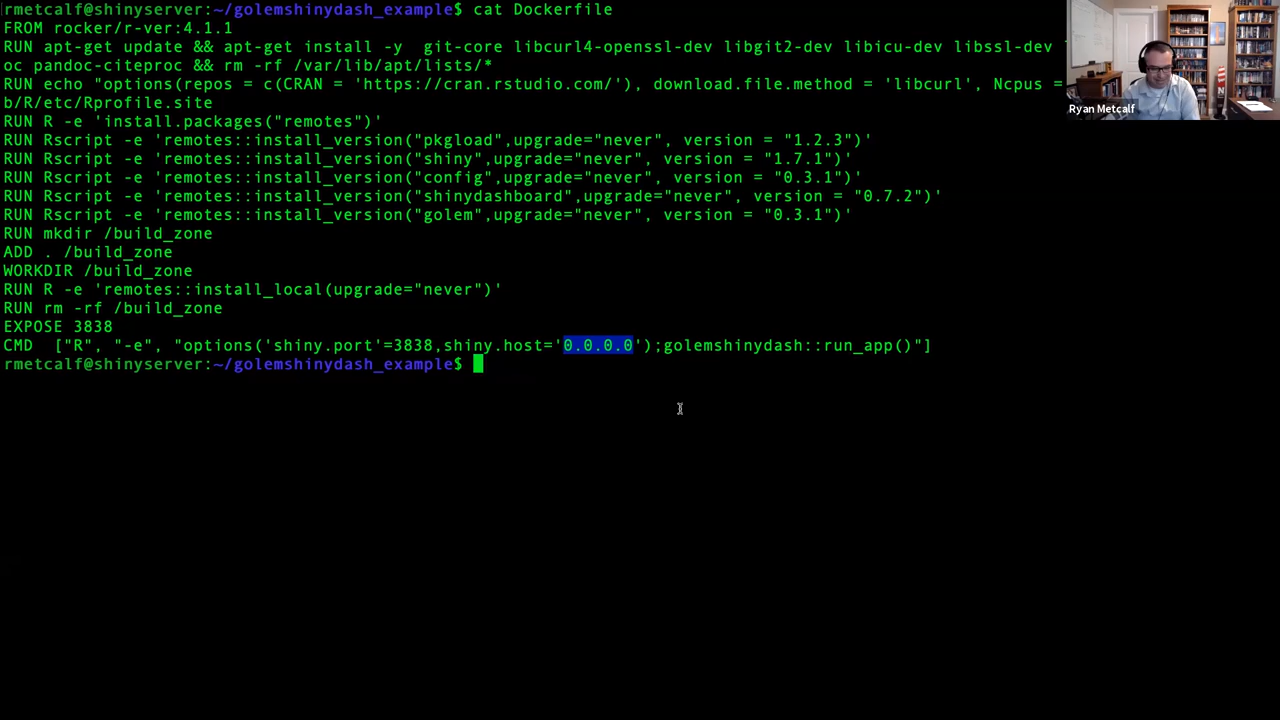 rmetcalf@shinyserver:~/golemshinydash_example$ cat Dockerfile
FROM rocker/r-ver:4.1.1
RUN apt-get update && apt-get install -y  git-core libcurl4-openssl-dev libgit2-dev libicu-dev libssl-dev
oc pandoc-citeproc && rm -rf /var/lib/apt/lists/*
RUN echo "options(repos = c(CRAN = 'https://cran.rstudio.com/'), download.file.method = 'libcurl', Ncpus =
b/R/etc/Rprofile.site
RUN R -e 'install.packages("remotes")'
RUN Rscript -e 'remotes::install_version("pkgload",upgrade="never", version = "1.2.3")'
RUN Rscript -e 'remotes::install_version("shiny",upgrade="never", version = "1.7.1")'
RUN Rscript -e 'remotes::install_version("config",upgrade="never", version = "0.3.1")'
RUN Rscript -e 'remotes::install_version("shinydashboard",upgrade="never", version = "0.7.2")'
RUN Rscript -e 'remotes::install_version("golem",upgrade="never", version = "0.3.1")'
RUN mkdir /build_zone
ADD . /build_zone
WORKDIR /build_zone
RUN R -e 'remotes::install_local(upgrade="never")'
RUN rm -rf /build_zone
EXPOSE 3838
CMD  ["R", "-e", "options('shiny.port'=3838,shiny.host='0.0.0.0');golemshinydash::run_app()"]
rmetcalf@shinyserver:~/golemshinydash_example$
Ryan Metcalf